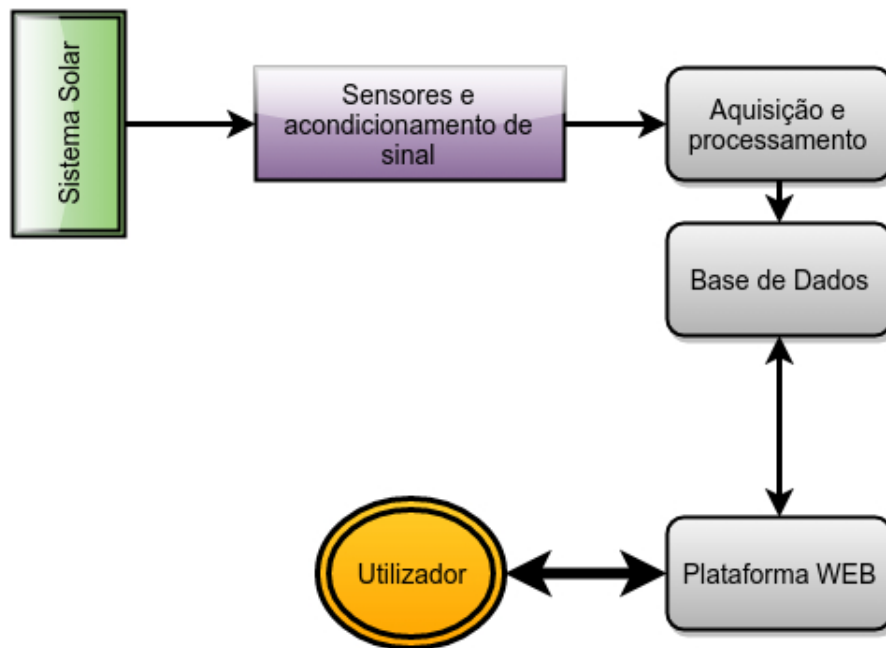 Sistema Solar
Sensores e
acondicionamento de
sinal
Aquisição e
processamento
Base de Dados
Utilizador
Plataforma WEB